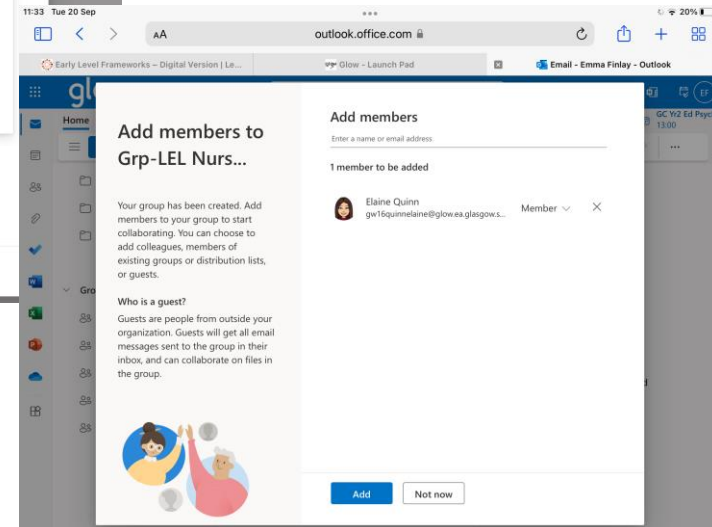 11:33 Tue 20 Sep
20%
AA
outlook.office.com
Early Level Frameworks – Digital Version | Le...
Glow - Launch Pad
Email - Emma Finlay - Outlook
glo
EF
Home
GC Yr2 Ed Psyc
13:00
Gro
Add members to
Grp-LEL Nurs...
Your group has been created. Add
members to your group to start
collaborating. You can choose to
add colleagues, members of
existing groups or distribution lists,
or guests.
Who is a guest?
Guests are people from outside your
organization. Guests will get all email
messages sent to the group in their
inbox, and can collaborate on files in
the group.
Add members
Enter a name or email address
1 member to be added
Elaine Quinn
gw16quinnelaine@glow.ea.glasgow.s...
Member
Add
Not now